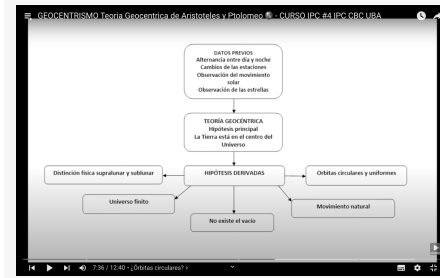 GEOCENTRISMO Teoria Geocentrica de Aristoteles y Ptolomeo - CURSO IPC #4 IPC CBC UBA
DATOS PREVIOS
Alternancia entre día y noche
Cambios de las estaciones
Observación del movimiento
solar
Observación de las estrellas
TEORÍA GEOCÉNTRICA
Hipótesis principal
La Tierra está en el centro del
Universo
Distinción física supralunar y sublunar
HIPÓTESIS DERIVADAS
Orbitas circulares y uniformes
Universo finito
Movimiento natural
No existe el vacío
7:36 / 12:40 • ¿Órbitas circulares? ›